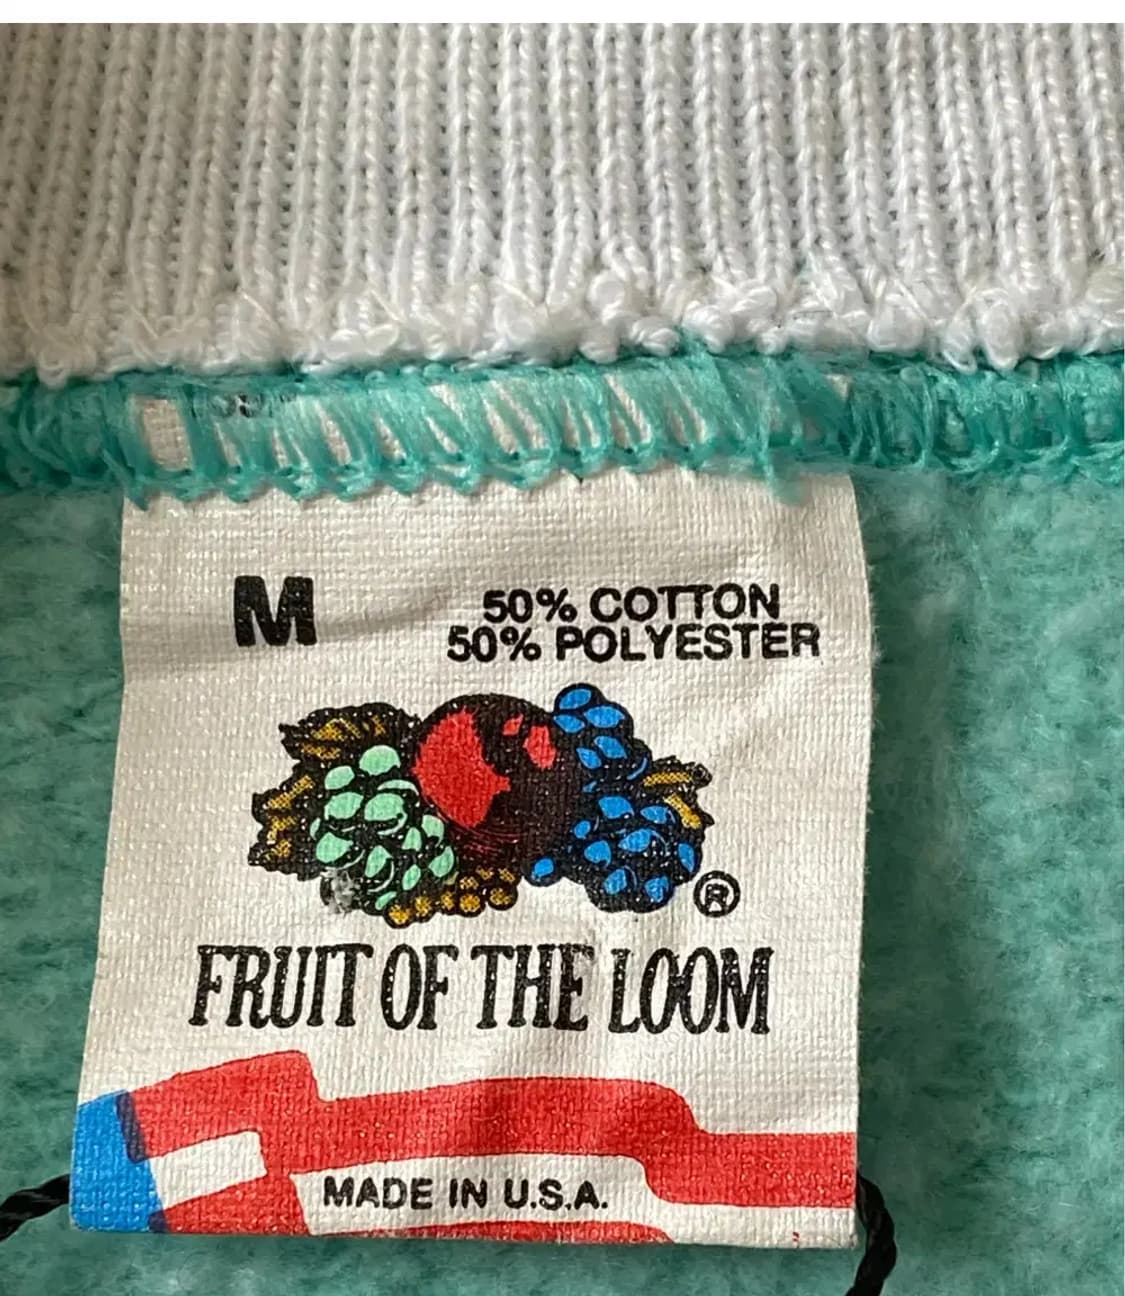 M
50% COTTON
50% POLYESTER
®
FRUIT OF THE LOOM
MADE IN U.S.A.